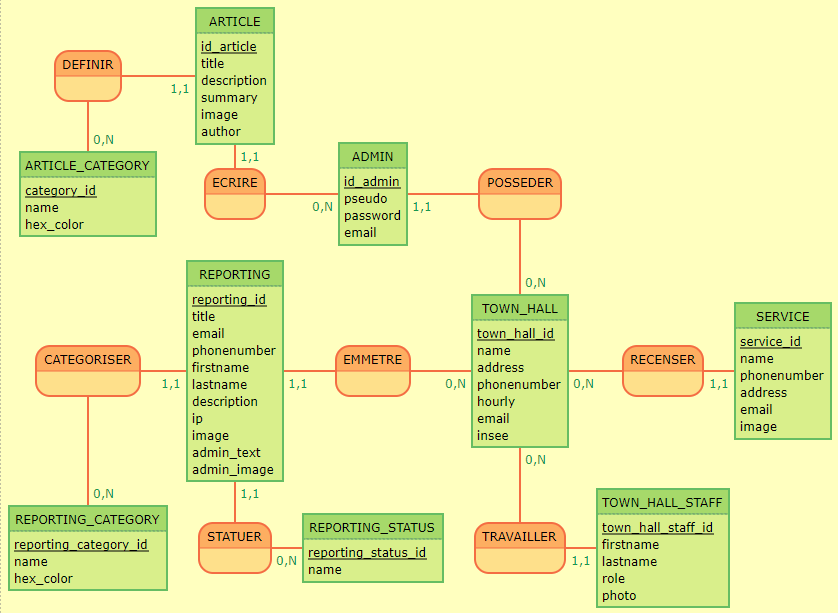 ARTICLE
id_article
title
description
summary
image
author
DEFINIR
1,1
0,N
ARTICLE_CATEGORY
category_id
name
hex_color
1,1
ECRIRE
0,N
ADMIN
id_admin
pseudo
password
email
1,1
POSSEDER
0,N
REPORTING
reporting_id
title
email
phonenumber
firstname
lastname
description
ip
image
admin_text
admin_image
CATEGORISER
1,1
0,N
1,1
EMMETRE
0,N
TOWN_HALL
town_hall_id
name
address
phonenumber
hourly
email
insee
0,N
RECENSER
1,1
SERVICE
service_id
name
phonenumber
address
email
image
0,N
REPORTING_CATEGORY
reporting_category_id
name
hex_color
1,1
STATUER
0,N
REPORTING_STATUS
reporting_status_id
name
TRAVAILLER
1,1
TOWN_HALL_STAFF
town_hall_staff_id
firstname
lastname
role
photo